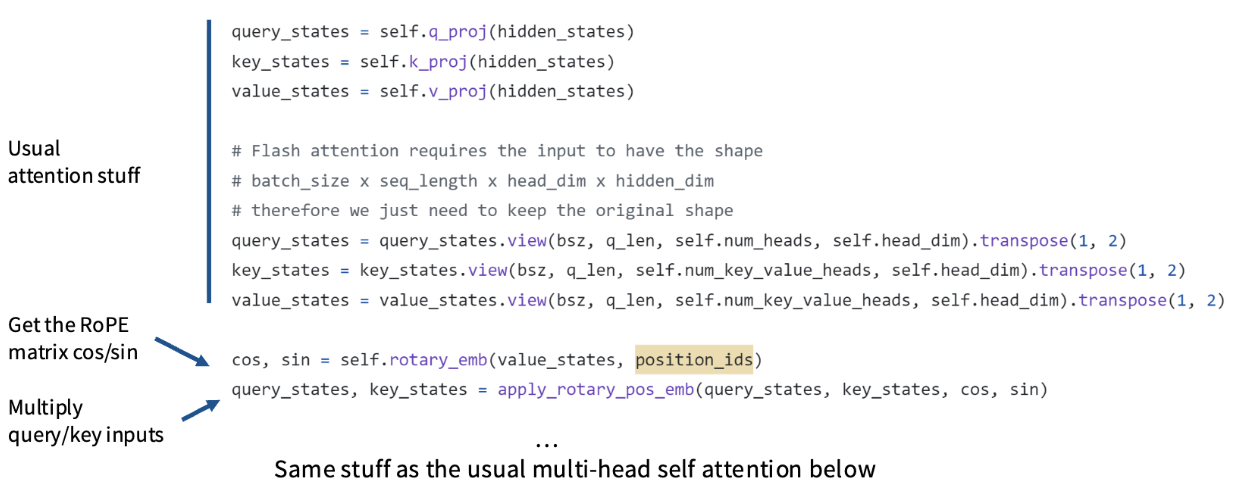 query_states = self.q_proj(hidden_states)
key_states = self.k_proj(hidden_states)
value_states = self.v_proj(hidden_states)
Usual
attention stuff
# Flash attention requires the input to have the shape
# batch_size x seq_length x head_dim x hidden_dim
# therefore we just need to keep the original shape
query_states = query_states.view(bsz, q_len, self.num_heads, self.head_dim).transpose(1, 2)
key_states = key_states.view(bsz, q_len, self.num_key_value_heads, self.head_dim).transpose(1, 2)
value_states = value_states.view(bsz, q_len, self.num_key_value_heads, self.head_dim).transpose(1, 2)
Get the RoPE
matrix cos/sin
cos, sin = self.rotary_emb(value_states, position_ids)
query_states, key_states = apply_rotary_pos_emb(query_states, key_states, cos, sin)
Multiply
query/key inputs
...
Same stuff as the usual multi-head self attention below